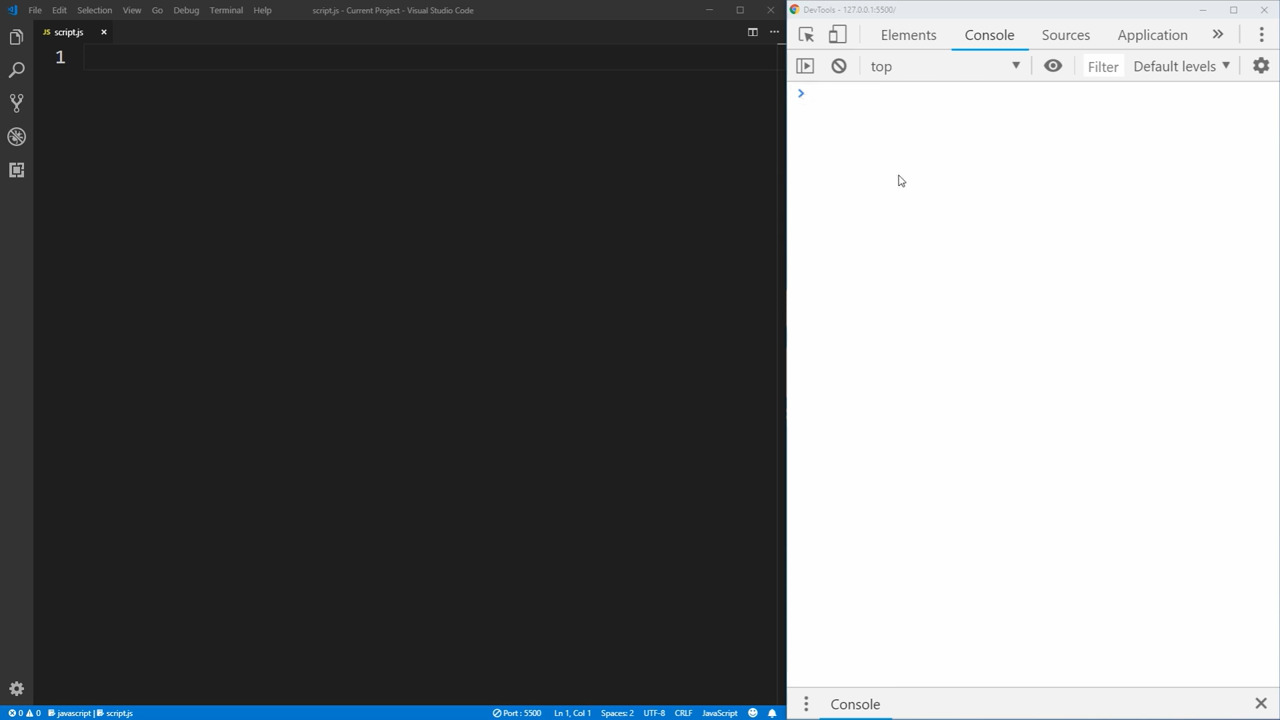 File Edit Selection View Go Debug Terminal Help script.js - Current Project - Visual Studio Code
JS script.js ×
1
0 0 javascript | script.js Port : 5500 Ln 1, Col 1 Spaces: 2 UTF-8 CRLF JavaScript
DevTools - 127.0.0.1:5500/
Elements Console Sources Application »
top Filter Default levels
Console